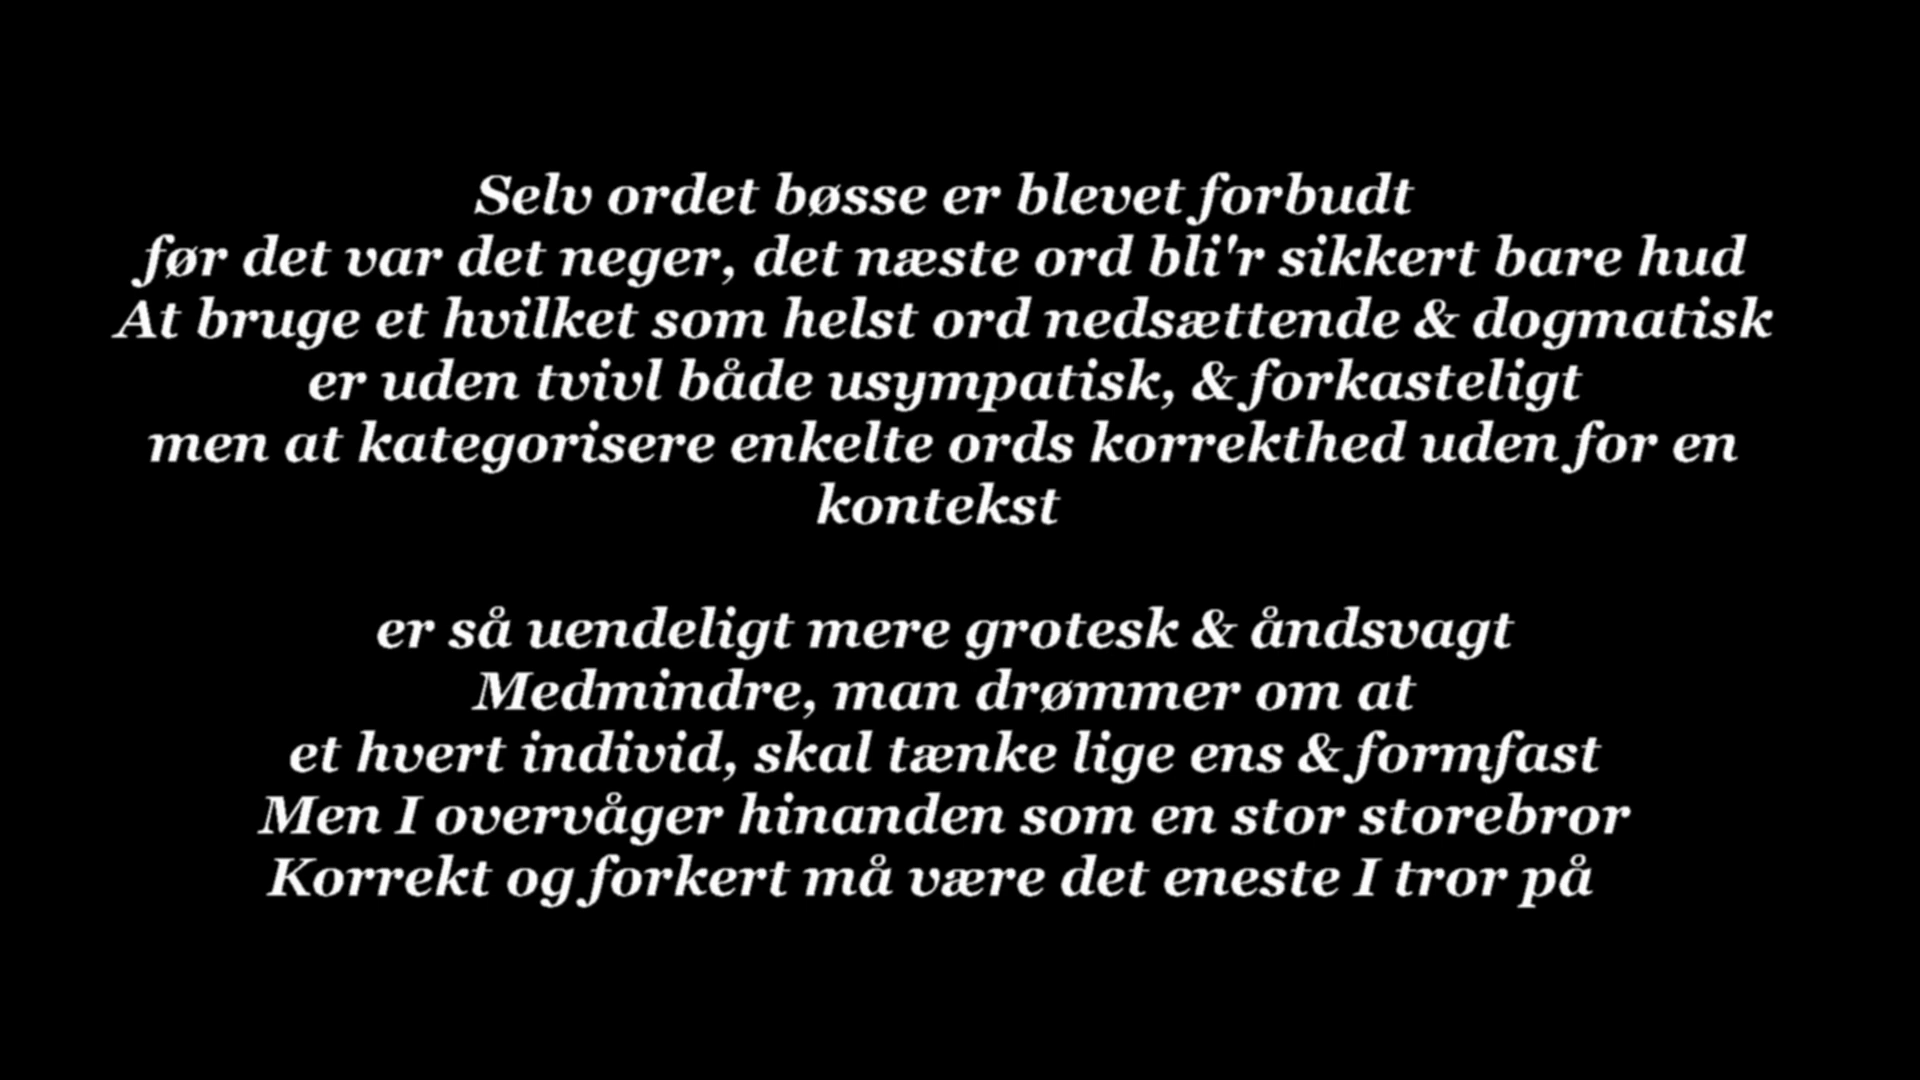 Selv ordet bøsse er blevet forbudt
før det var det neger, det næste ord bli'r sikkert bare hud
At bruge et hvilket som helst ord nedsættende & dogmatisk
er uden tvivl både usympatisk, & forkasteligt
men at kategorisere enkelte ords korrekthed uden for en
kontekst
er så uendeligt mere grotesk & åndsvagt
Medmindre, man drømmer om at
et hvert individ, skal tænke lige ens & formfast
Men I overvåger hinanden som en stor storebror
Korrekt og forkert må være det eneste I tror på